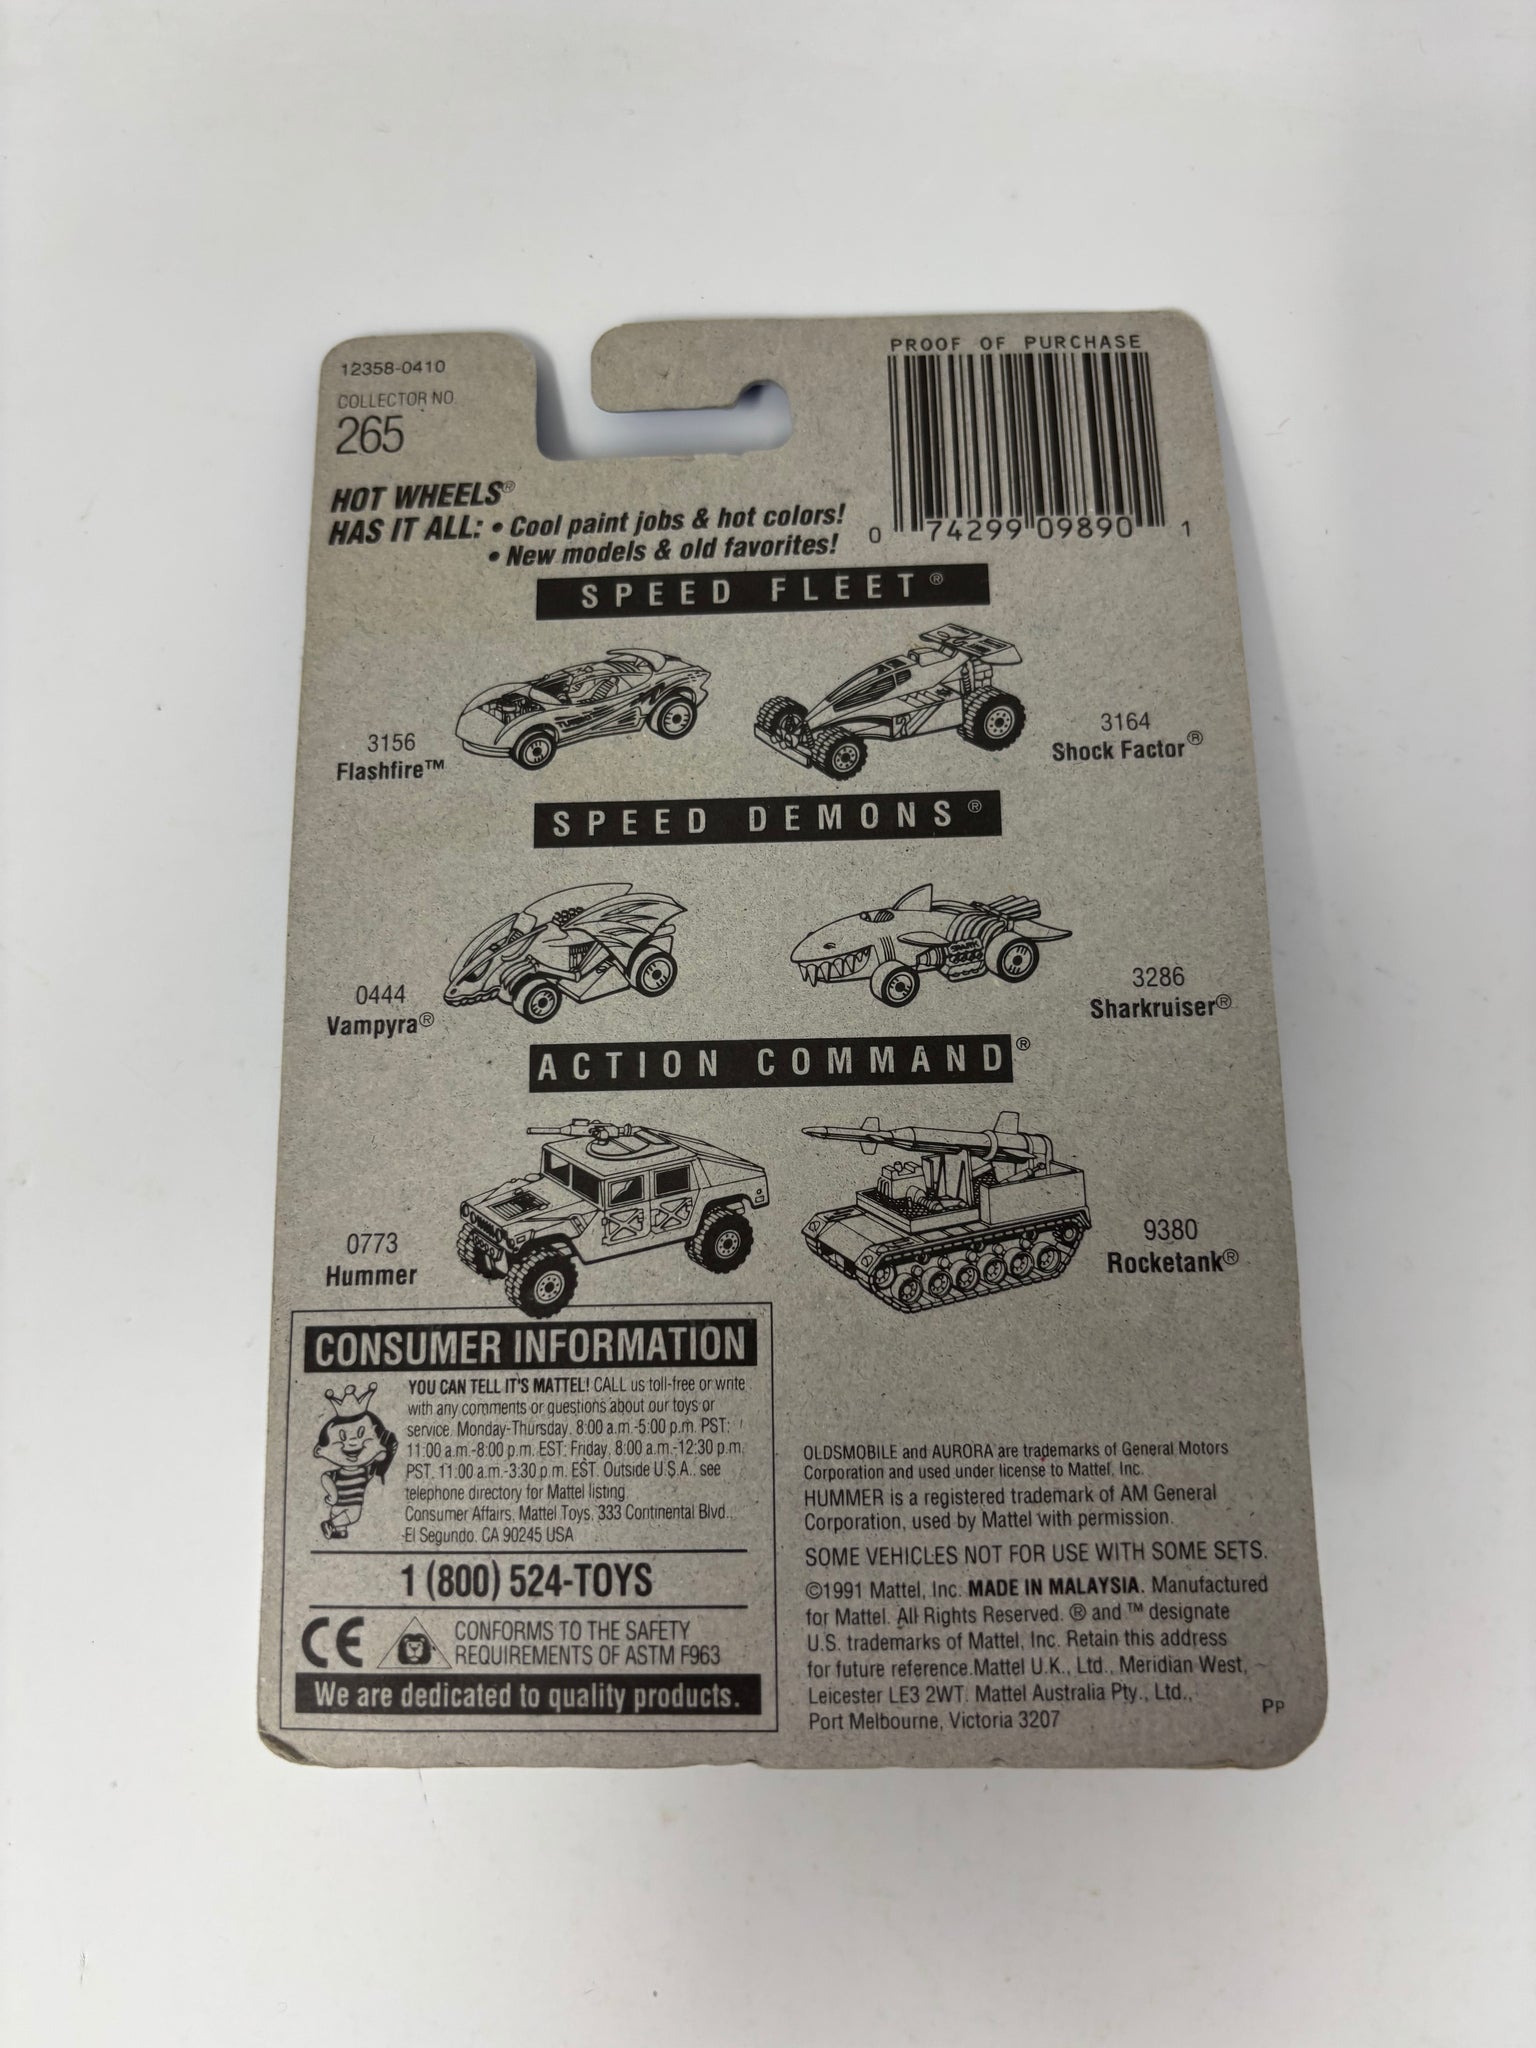 12358-0410
COLLECTOR NO.
265
PROOF OF PURCHASE
0 74299 09890 1
HOT WHEELS®
HAS IT ALL: • Cool paint jobs & hot colors!
• New models & old favorites!
SPEED FLEET®
3156
Flashfire™
3164
Shock Factor®
SPEED DEMONS®
0444
Vampyra®
SHARK
3286
Sharkruiser®
ACTION COMMAND®
0773
Hummer
9380
Rocketank®
CONSUMER INFORMATION
YOU CAN TELL IT'S MATTEL! CALL us toll-free or write
with any comments or questions about our toys or
service. Monday-Thursday, 8:00 a.m.-5:00 p.m. PST;
11:00 a.m.-8:00 p.m. EST; Friday, 8:00 a.m.-12:30 p.m.
PST, 11:00 a.m.-3:30 p.m. EST. Outside U.S.A., see
telephone directory for Mattel listing.
Consumer Affairs, Mattel Toys, 333 Continental Blvd.,
El Segundo, CA 90245 USA
1 (800) 524-TOYS
CE
CONFORMS TO THE SAFETY
REQUIREMENTS OF ASTM F963
We are dedicated to quality products.
OLDSMOBILE and AURORA are trademarks of General Motors
Corporation and used under license to Mattel, Inc.
HUMMER is a registered trademark of AM General
Corporation, used by Mattel with permission.
SOME VEHICLES NOT FOR USE WITH SOME SETS.
©1991 Mattel, Inc. MADE IN MALAYSIA. Manufactured
for Mattel. All Rights Reserved. ® and ™ designate
U.S. trademarks of Mattel, Inc. Retain this address
for future reference.Mattel U.K., Ltd., Meridian West,
Leicester LE3 2WT. Mattel Australia Pty., Ltd.,
Port Melbourne, Victoria 3207
PP